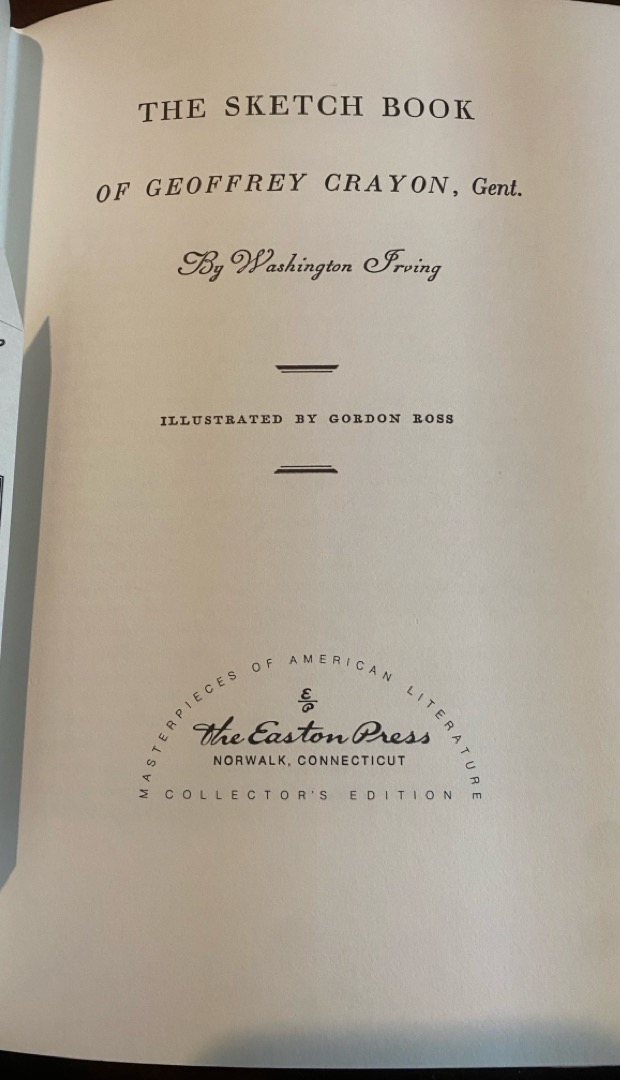 THE SKETCH BOOK
OF GEOFFREY CRAYON, Gent.
By Washington Irving
ILLUSTRATED BY GORDON ROSS
MASTERPIECES OF AMERICAN LITERATURE
E
P
The Easton Press
NORWALK, CONNECTICUT
COLLECTOR'S EDITION